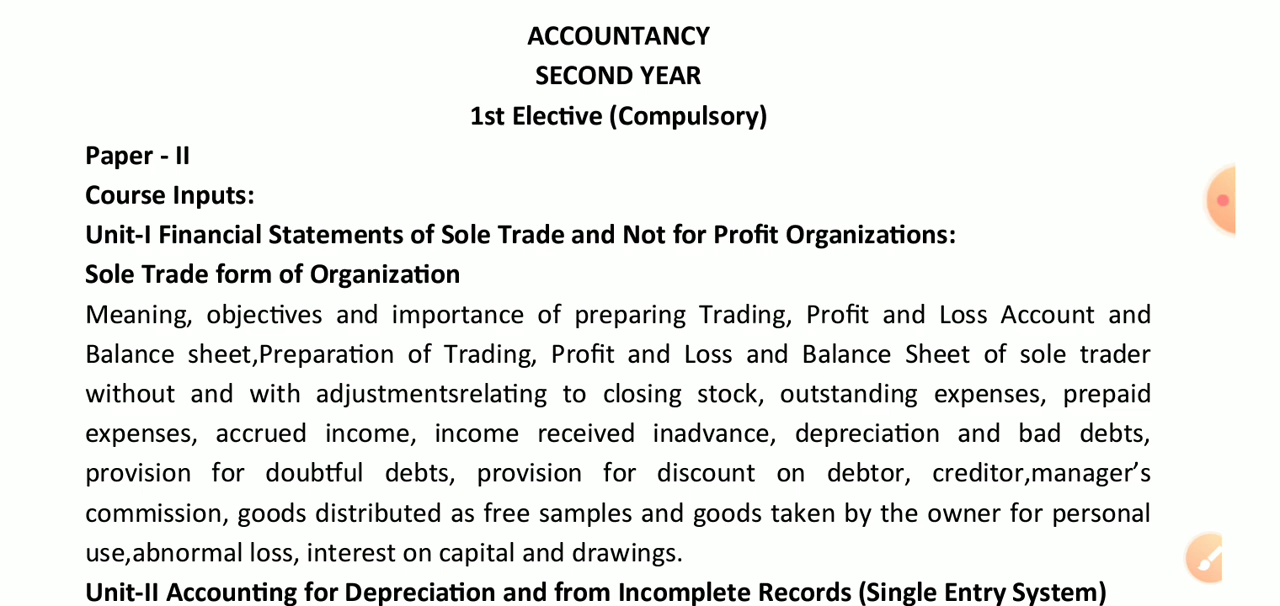 ACCOUNTANCY
SECOND YEAR
1st Elective (Compulsory)
Paper - II
Course Inputs:
Unit-I Financial Statements of Sole Trade and Not for Profit Organizations:
Sole Trade form of Organization
Meaning, objectives and importance of preparing Trading, Profit and Loss Account and
Balance sheet,Preparation of Trading, Profit and Loss and Balance Sheet of sole trader
without and with adjustmentsrelating to closing stock, outstanding expenses, prepaid
expenses, accrued income, income received inadvance, depreciation and bad debts,
provision for doubtful debts, provision for discount on debtor, creditor,manager’s
commission, goods distributed as free samples and goods taken by the owner for personal
use,abnormal loss, interest on capital and drawings.
Unit-II Accounting for Depreciation and from Incomplete Records (Single Entry System)